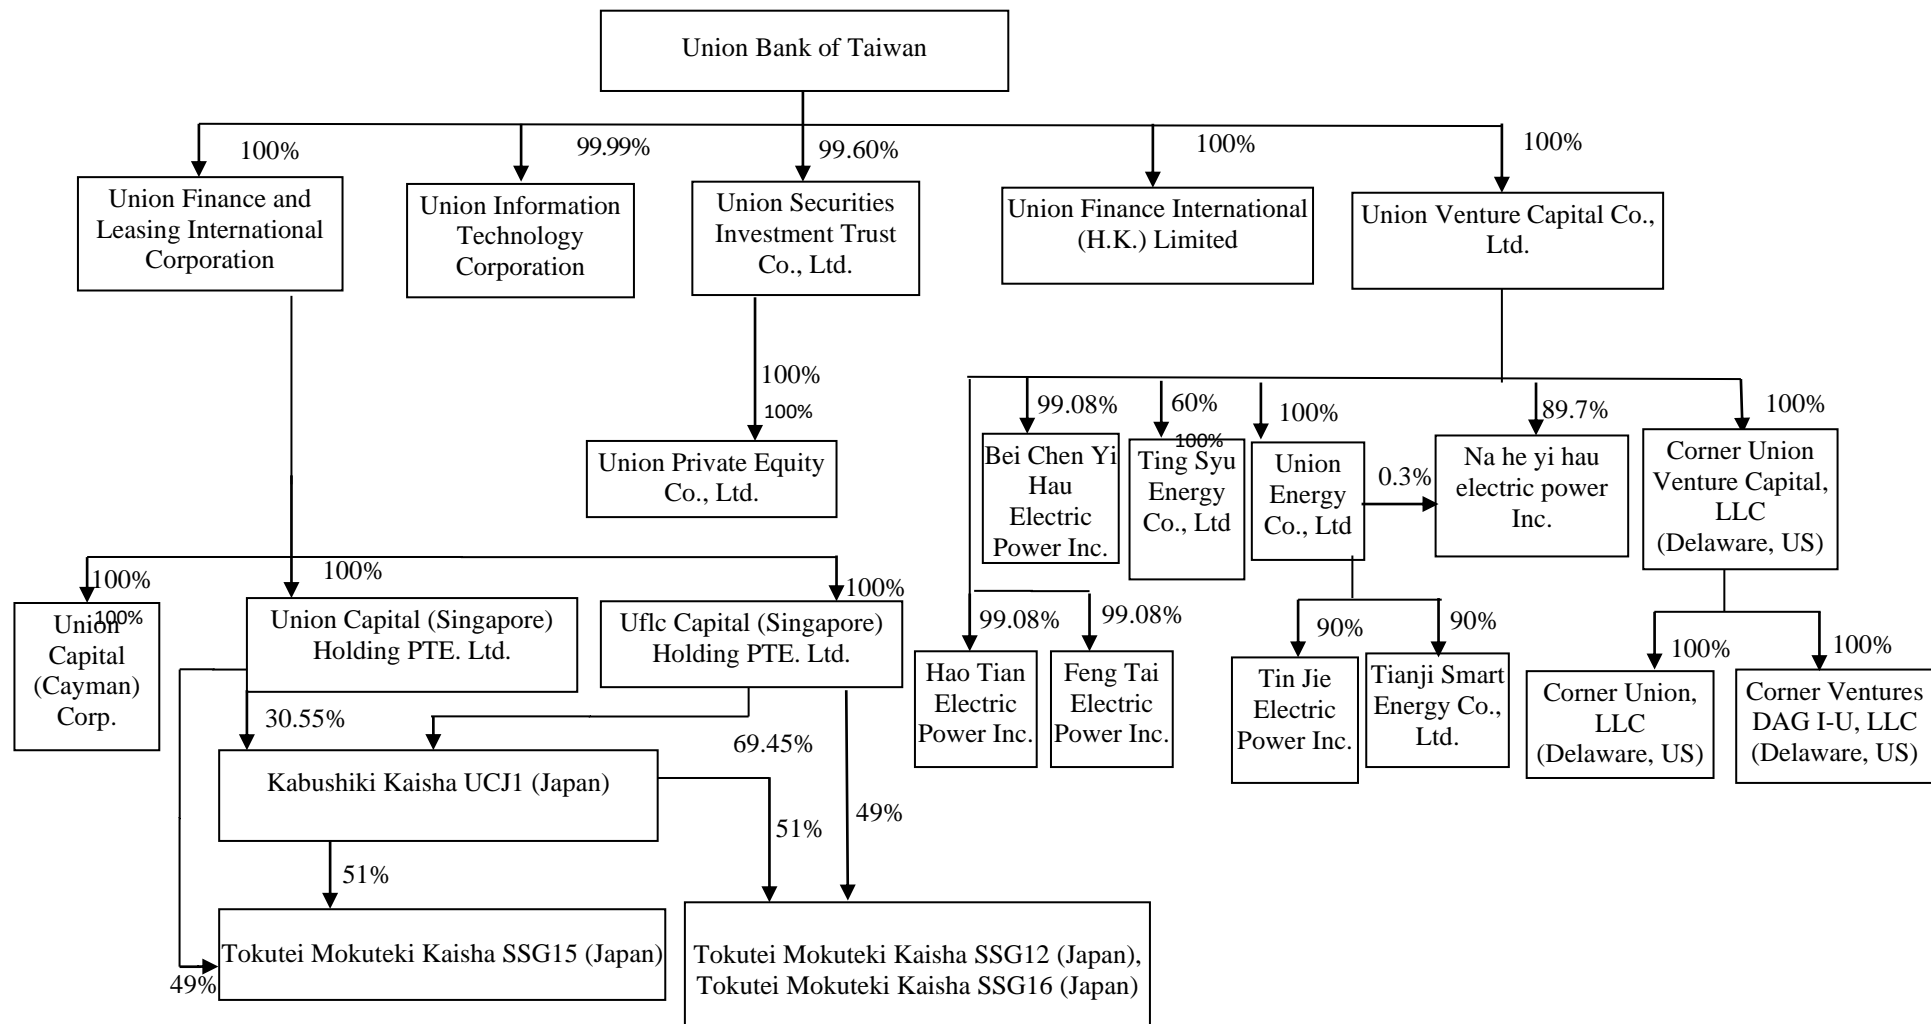 Union Bank of Taiwan
100%
99.99%
99.60%
100%
100%
Union Finance and
Leasing International
Corporation
Union Information
Technology
Corporation
Union Securities
Investment Trust
Co., Ltd.
Union Finance International
(H.K.) Limited
Union Venture Capital Co.,
Ltd.
100%
100%
Union Private Equity
Co., Ltd.
99.08%
60%
100%
100%
89.7%
100%
Bei Chen Yi
Hau
Electric
Power Inc.
Ting Syu
Energy
Co., Ltd
Union
Energy
Co., Ltd
0.3%
Na he yi hau
electric power
Inc.
Corner Union
Venture Capital,
LLC
(Delaware, US)
100%
100%
100%
100%
Union
Capital
(Cayman)
Corp.
Union Capital (Singapore)
Holding PTE. Ltd.
Uflc Capital (Singapore)
Holding PTE. Ltd.
99.08%
99.08%
90%
90%
100%
100%
Hao Tian
Electric
Power Inc.
Feng Tai
Electric
Power Inc.
Tin Jie
Electric
Power Inc.
Tianji Smart
Energy Co.,
Ltd.
Corner Union,
LLC
(Delaware, US)
Corner Ventures
DAG I-U, LLC
(Delaware, US)
30.55%
69.45%
Kabushiki Kaisha UCJ1 (Japan)
51%
49%
51%
49%
Tokutei Mokuteki Kaisha SSG15 (Japan)
Tokutei Mokuteki Kaisha SSG12 (Japan),
Tokutei Mokuteki Kaisha SSG16 (Japan)